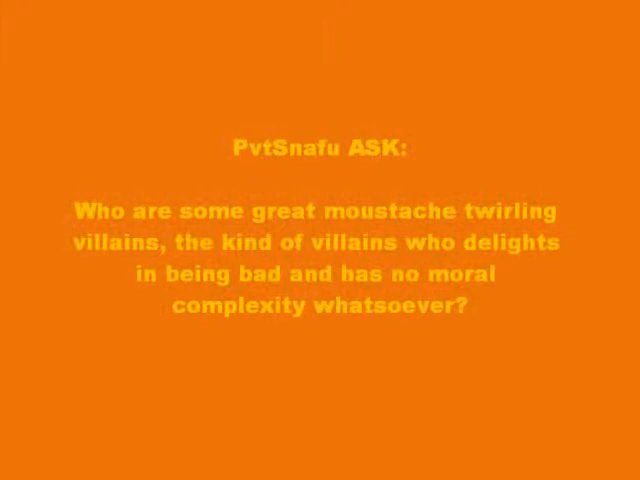 PvtSnafu ASK:
Who are some great moustache twirling
villains, the kind of villains who delights
in being bad and has no moral
complexity whatsoever?